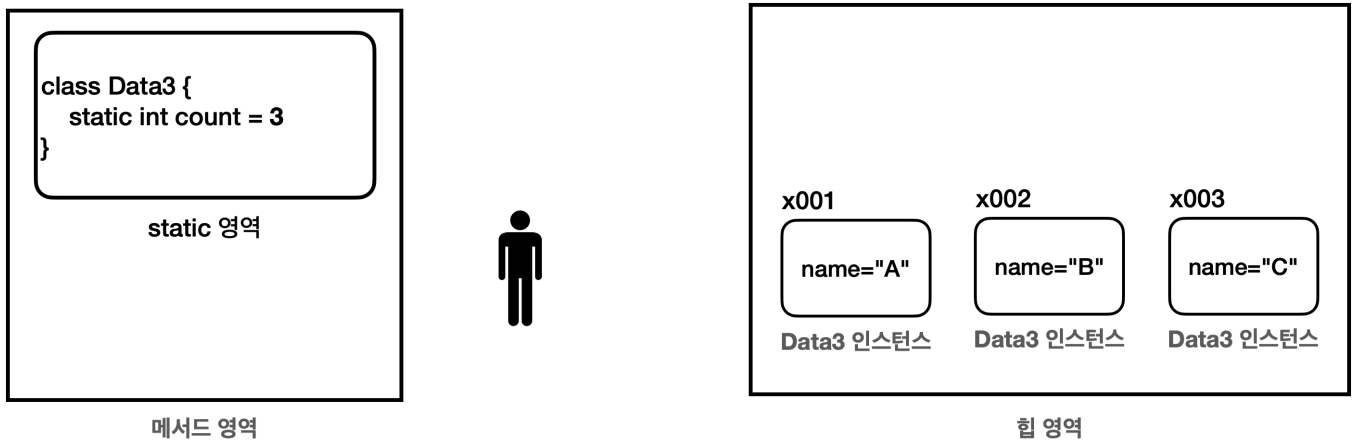 class Data3 {
static int count = 3
}
static 영역
메서드 영역
x001
x002
x003
name="A"
name="B"
name="C"
Data3 인스턴스
Data3 인스턴스
Data3 인스턴스
힙 영역